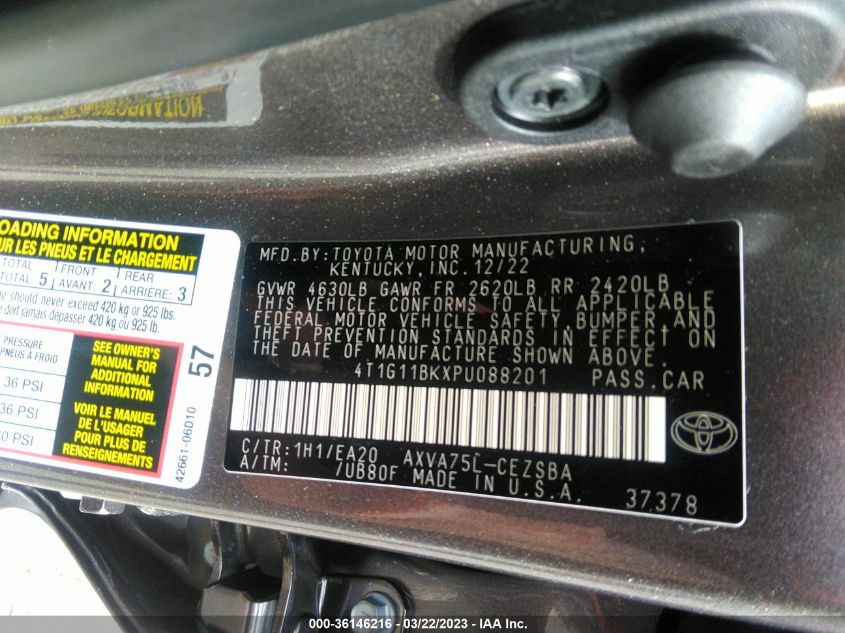 LOADING INFORMATION
SUR LES PNEUS ET LE CHARGEMENT
TOTAL FRONT REAR
TOTAL: 5 AVANT: 2 ARRIÈRE: 3
should never exceed 420 kg or 925 lbs.
doit jamais dépasser 420 kg ou 925 lb.
PRESSURE
PNEUS À FROID
36 PSI
36 PSI
0 PSI
SEE OWNER'S
MANUAL FOR
ADDITIONAL
INFORMATION
VOIR LE MANUEL
DE L'USAGER
POUR PLUS DE
RENSEIGNEMENTS
57
42661-06D10
MFD.BY:TOYOTA MOTOR MANUFACTURING,
KENTUCKY, INC. 12/22
GVWR 4630LB GAWR FR 2620LB RR 2420LB
THIS VEHICLE CONFORMS TO ALL APPLICABLE
FEDERAL MOTOR VEHICLE SAFETY, BUMPER, AND
THEFT PREVENTION STANDARDS IN EFFECT ON
THE DATE OF MANUFACTURE SHOWN ABOVE.
4T1G11BKXPU088201 PASS.CAR
C/TR:1H1/EA20 AXVA75L-CEZSBA
A/TM: /UB80F MADE IN U.S.A.
37378
000-36146216 - 03/22/2023 - IAA Inc.